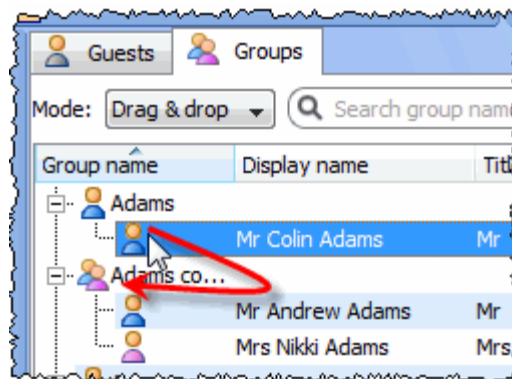 Guests Groups
Mode: Drag & drop Search group nam
Group name Display name Titl
Adams
Mr Colin Adams Mr
Adams co...
Mr Andrew Adams Mr
Mrs Nikki Adams Mrs